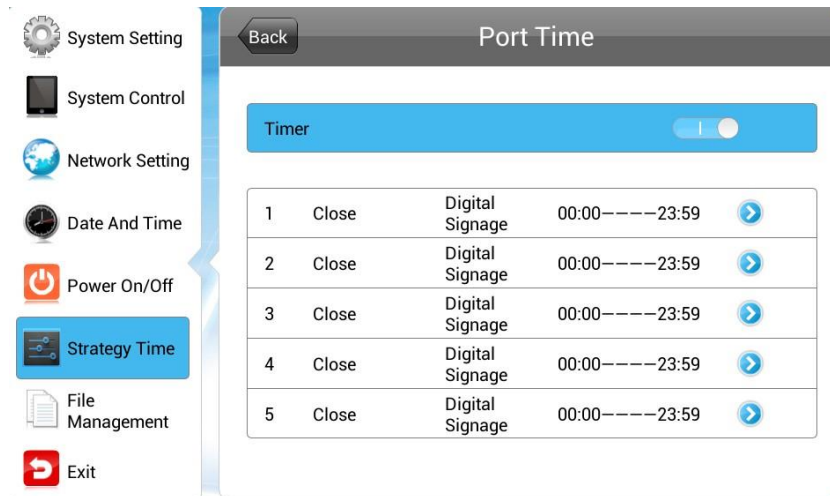 System Setting
System Control
Network Setting
Date And Time
Power On/Off
Strategy Time
File
Management
Exit
Back
Port Time
Timer
1 Close Digital Signage 00:00−−−−23:59
2 Close Digital Signage 00:00−−−−23:59
3 Close Digital Signage 00:00−−−−23:59
4 Close Digital Signage 00:00−−−−23:59
5 Close Digital Signage 00:00−−−−23:59